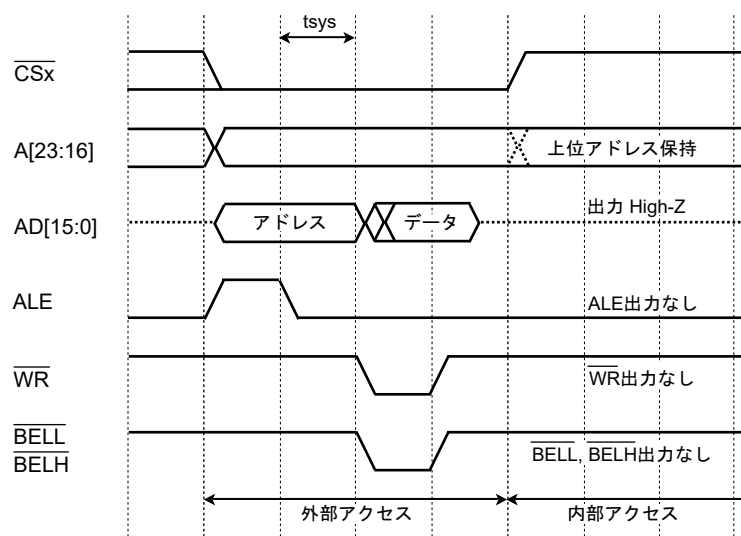 tsys
CSx
A[23:16]
上位アドレス保持
AD[15:0]
アドレス
データ
出力 High-Z
ALE
ALE出力なし
WR
WR出力なし
BELL
BELH
BELL, BELH出力なし
外部アクセス
内部アクセス